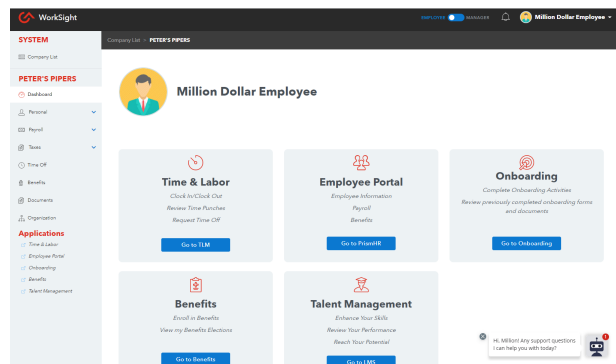 WorkSight
EMPLOYEE MANAGER
Million Dollar Employee
SYSTEM
Company List
PETER'S PIPERS
Dashboard
Personal
Payroll
Taxes
Time Off
Benefits
Documents
Organization
Applications
Time & Labor
Employee Portal
Onboarding
Benefits
Talent Management
Company List > PETER'S PIPERS
Million Dollar Employee
Time & Labor
Clock In/Clock Out
Review Time Punches
Request Time Off
Go to TLM
Employee Portal
Employee Information
Payroll
Benefits
Go to PrismHR
Onboarding
Complete Onboarding Activities
Review previously completed onboarding forms
and documents
Go to Onboarding
Benefits
Enroll in Benefits
View my Benefits Elections
Go to Benefits
Talent Management
Enhance Your Skills
Review Your Performance
Reach Your Potential
Go to LMS
Hi, Million! Any support questions
I can help you with today?